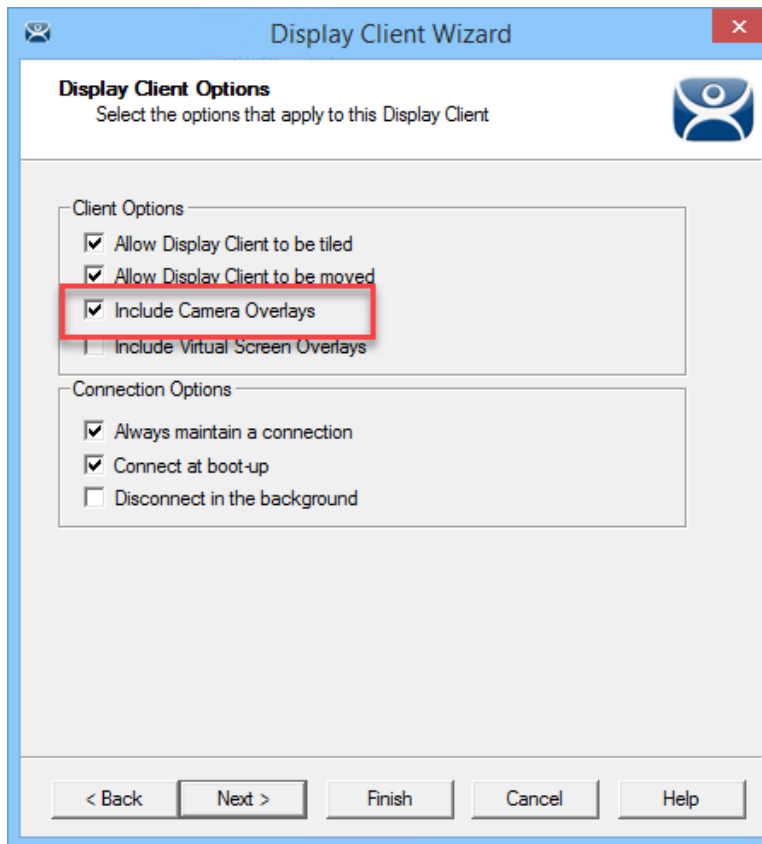 Display Client Wizard
Display Client Options
Select the options that apply to this Display Client
Client Options
Allow Display Client to be tiled
Allow Display Client to be moved
Include Camera Overlays
Include Virtual Screen Overlays
Connection Options
Always maintain a connection
Connect at boot-up
Disconnect in the background
< Back
Next >
Finish
Cancel
Help